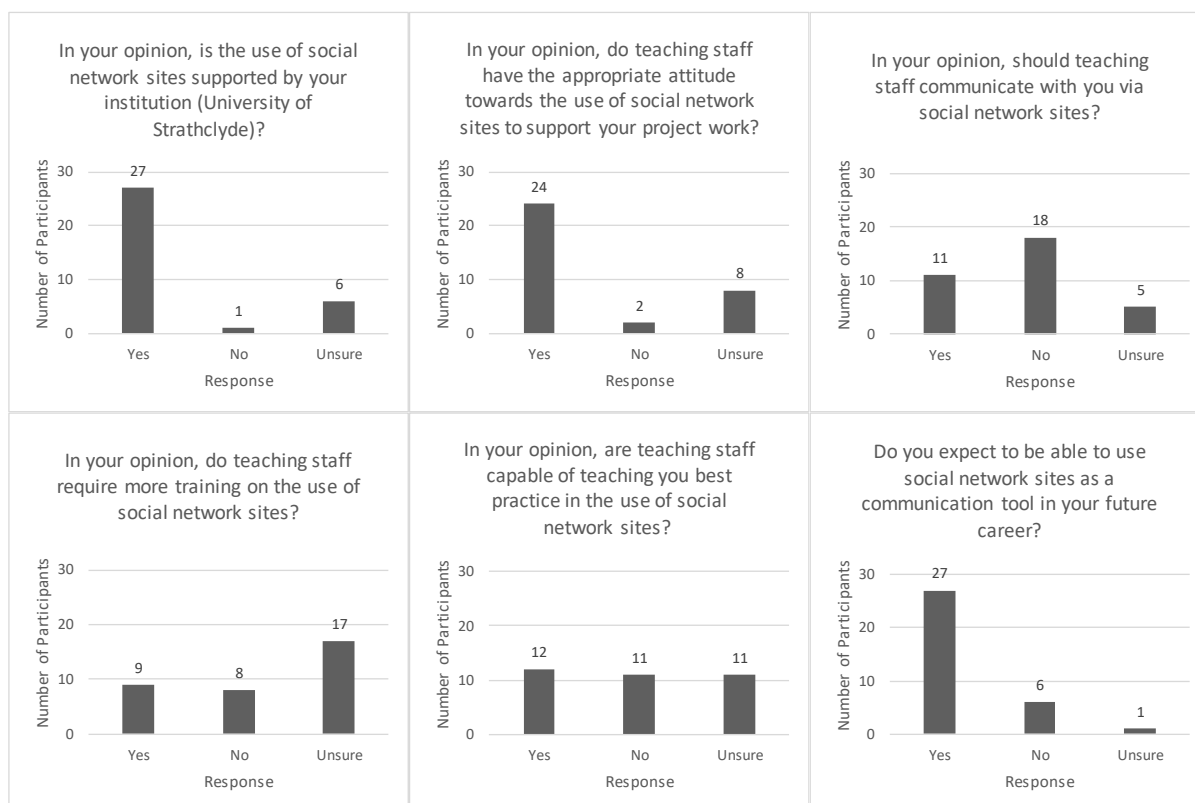 In your opinion, is the use of social
network sites supported by your
institution (University of
Strathclyde)?
30
27
20
10
6
1
0
Yes
No
Unsure
Response
Number of Participants
In your opinion, do teaching staff
have the appropriate attitude
towards the use of social network
sites to support your project work?
30
24
20
10
8
2
0
Yes
No
Unsure
Response
Number of Participants
In your opinion, should teaching
staff communicate with you via
social network sites?
30
20
18
11
10
5
0
Yes
No
Unsure
Response
Number of Participants
In your opinion, do teaching staff
require more training on the use of
social network sites?
30
20
17
10
9
8
0
Yes
No
Unsure
Response
Number of Participants
In your opinion, are teaching staff
capable of teaching you best
practice in the use of social
network sites?
30
20
12
11
11
10
0
Yes
No
Unsure
Response
Number of Participants
Do you expect to be able to use
social network sites as a
communication tool in your future
career?
30
27
20
10
6
1
0
Yes
No
Unsure
Response
Number of Participants